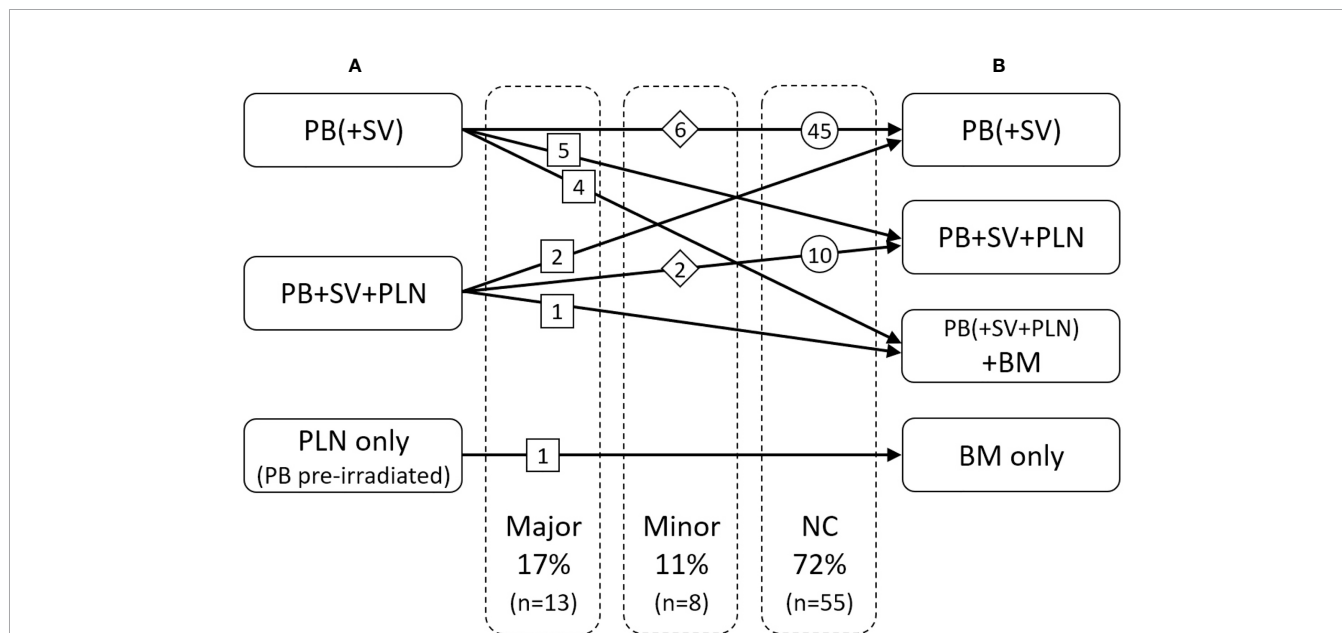 A
B
PB(+SV)
6
45
PB(+SV)
5
4
PB+SV+PLN
2
10
2
PB+SV+PLN
1
PB(+SV+PLN)
+BM
PLN only
(PB pre-irradiated)
1
BM only
Major
17%
(n=13)
Minor
11%
(n=8)
NC
72%
(n=55)